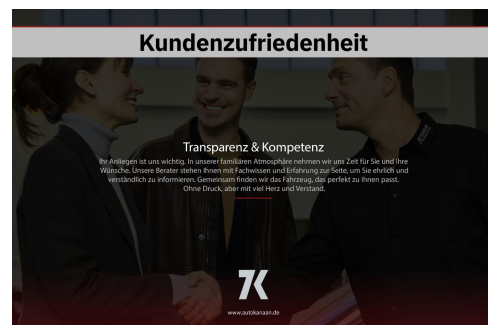 Kundenzufriedenheit
Transparenz & Kompetenz
Ihr Anliegen ist uns wichtig. In unserer familiären Atmosphäre nehmen wir uns Zeit für Sie und Ihre
Wünsche. Unsere Berater stehen Ihnen mit Fachwissen und Erfahrung zur Seite, um Sie ehrlich und
verständlich zu informieren. Gemeinsam finden wir das Fahrzeug, das perfekt zu Ihnen passt.
Ohne Druck, aber mit viel Herz und Verstand.
7K
www.autokanaan.de